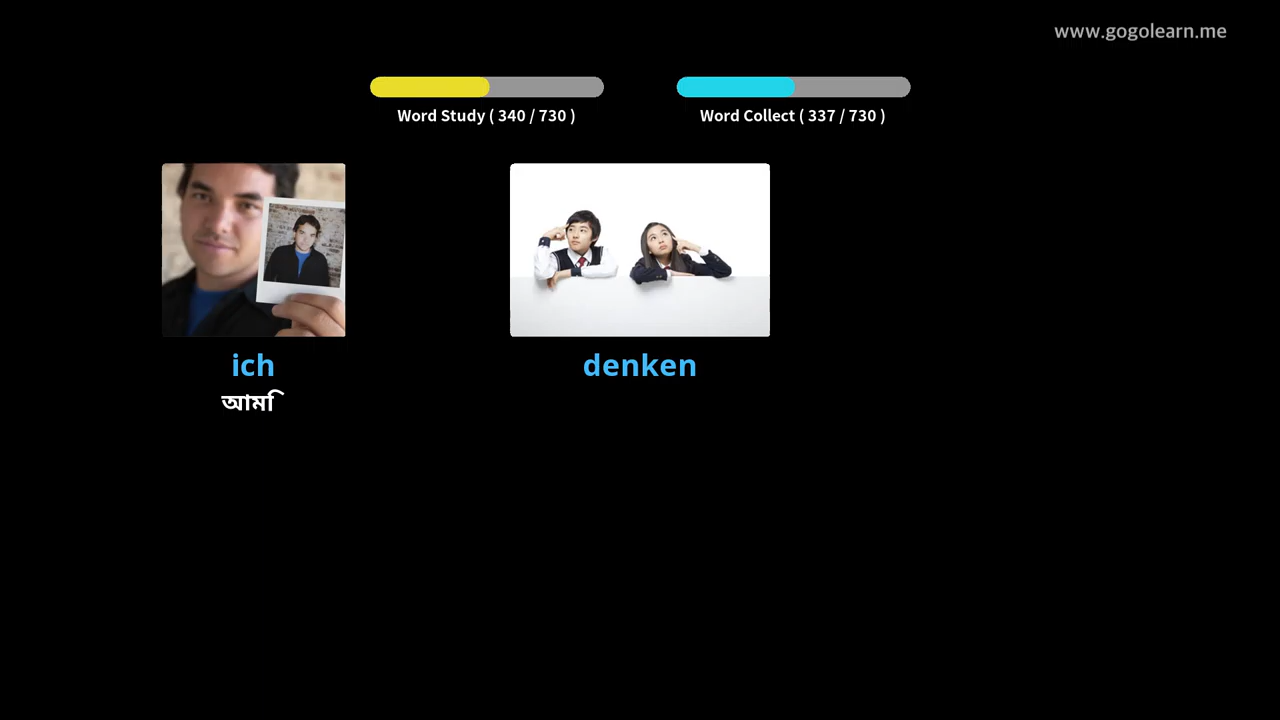 www.gogolearn.me
Word Study ( 340 / 730 )
Word Collect ( 337 / 730 )
ich
denken
আমি